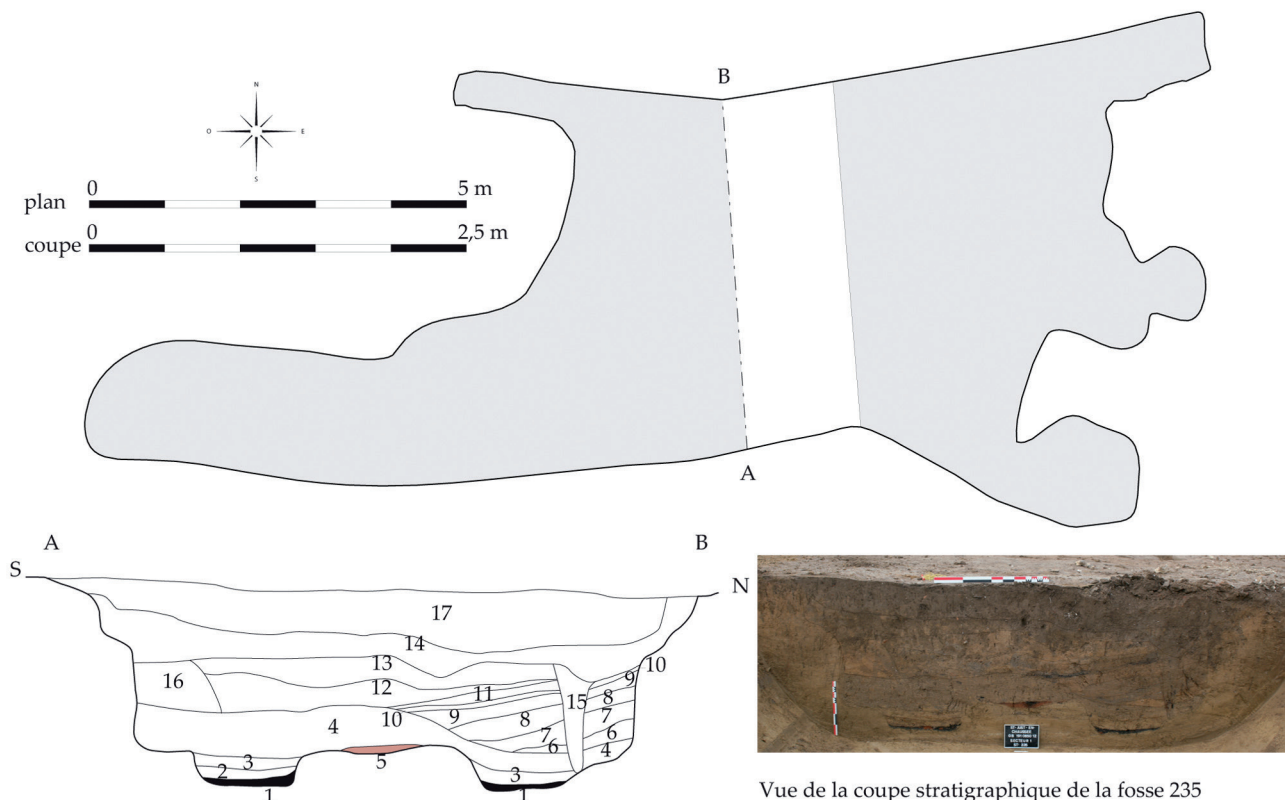 B
N
O E
S
0 5 m
plan
0 2,5 m
coupe
A
A B
S N
17
14
13 10
16 12 11 9
15 8
10 9 8 7
4 7 6
6 4
5
3 3
2
1 1
Vue de la coupe stratigraphique de la fosse 235